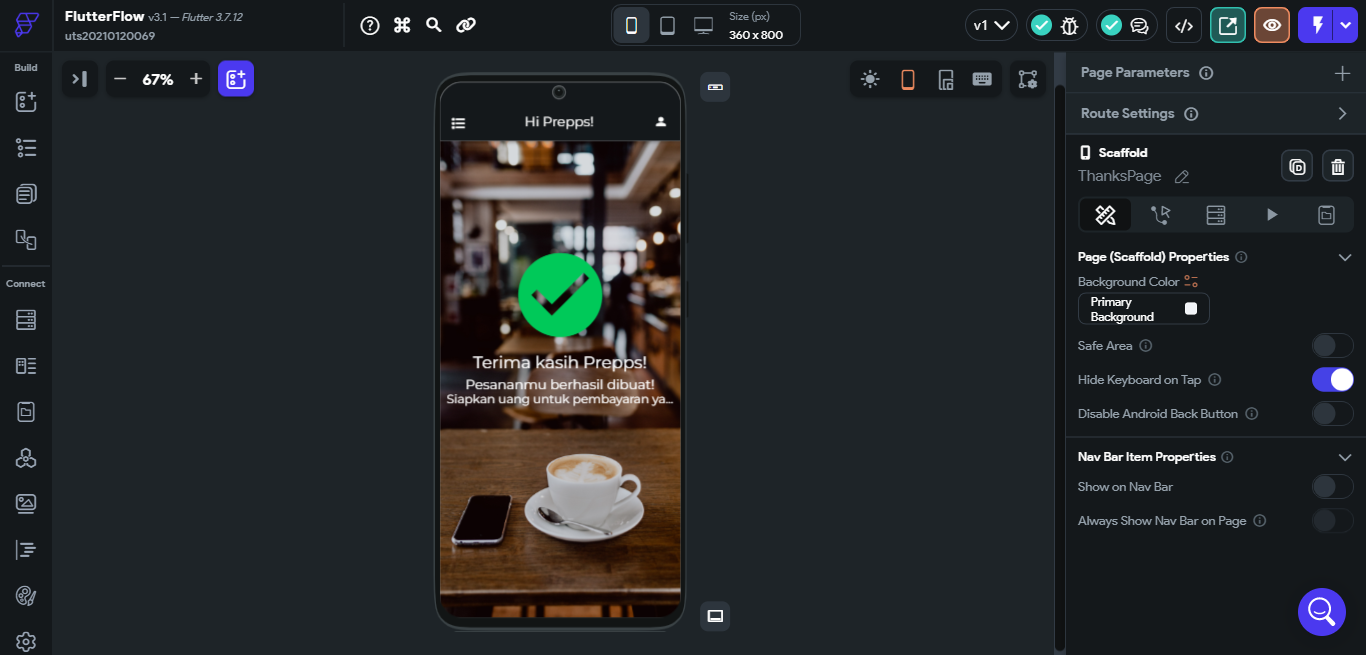 FlutterFlow v3.1 — Flutter 3.7.12
uts20210120069
Size (px)
360 x 800
v1
Build
Connect
67%
Hi Prepps!
Terima kasih Prepps!
Pesananmu berhasil dibuat!
Siapkan uang untuk pembayaran ya...
Page Parameters
Route Settings
Scaffold
ThanksPage
Page (Scaffold) Properties
Background Color
Primary
Background
Safe Area
Hide Keyboard on Tap
Disable Android Back Button
Nav Bar Item Properties
Show on Nav Bar
Always Show Nav Bar on Page